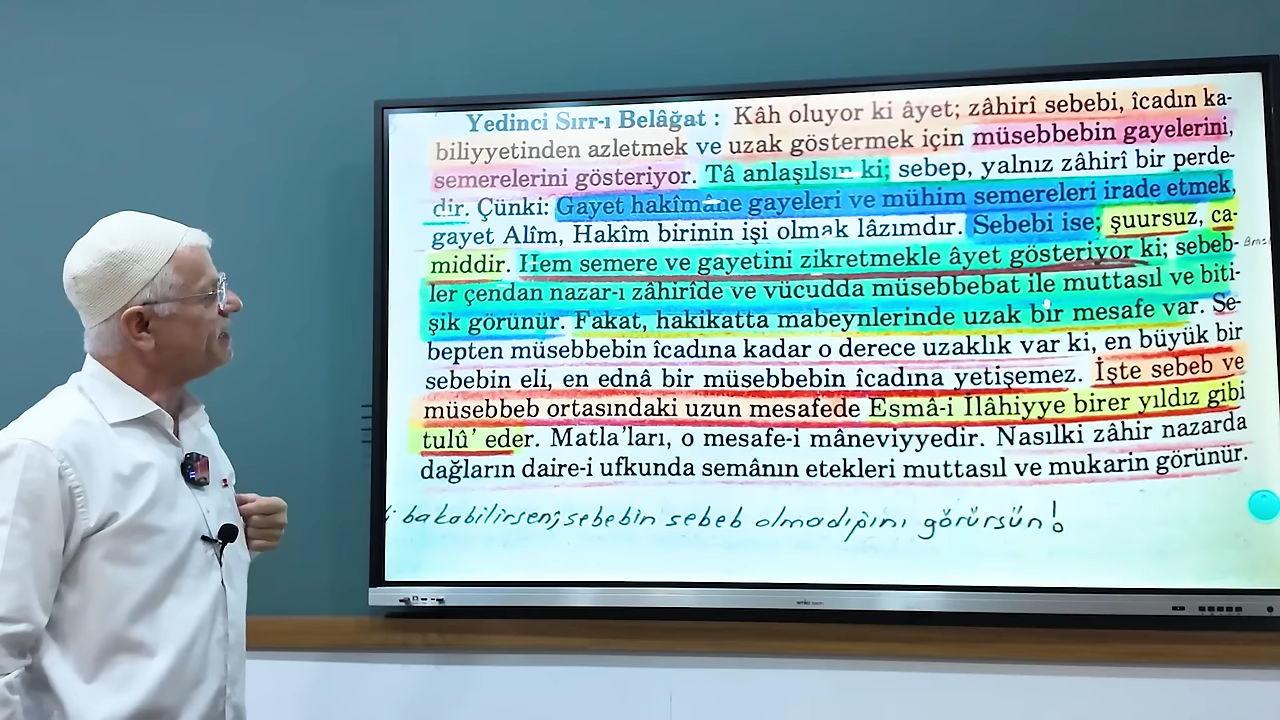 Yedinci Sırr-ı Belâğat : Kâh oluyor ki âyet; zâhirî sebebi, îcadın ka-
biliyyetinden azletmek ve uzak göstermek için müsebbebin gayelerini,
semerelerini gösteriyor. Tâ anlaşılsın ki; sebep, yalnız zâhirî bir perde-
dir. Çünki: Gayet hakîmâne gayeleri ve mühim semereleri irade etmek,
gayet Alîm, Hakîm birinin işi olmak lâzımdır. Sebebi ise; şuursuz, ca-
middir. Hem semere ve gayetini zikretmekle âyet gösteriyor ki; sebeb-
ler çendan nazar-ı zâhirîde ve vücudda müsebbebat ile muttasıl ve biti-
şik görünür. Fakat, hakikatta mabeynlerinde uzak bir mesafe var. Se-
bepten müsebbebin îcadına kadar o derece uzaklık var ki, en büyük bir
sebebin eli, en ednâ bir müsebbebin îcadına yetişemez. İşte sebeb ve
müsebbeb ortasındaki uzun mesafede Esmâ-i İlâhiyye birer yıldız gibi
tulû' eder. Matla'ları, o mesafe-i mâneviyyedir. Nasılki zâhir nazarda
dağların daire-i ufkunda semânın etekleri muttasıl ve mukarin görünür.
bakabilirsen; sebebin sebeb olmadığını görürsün!